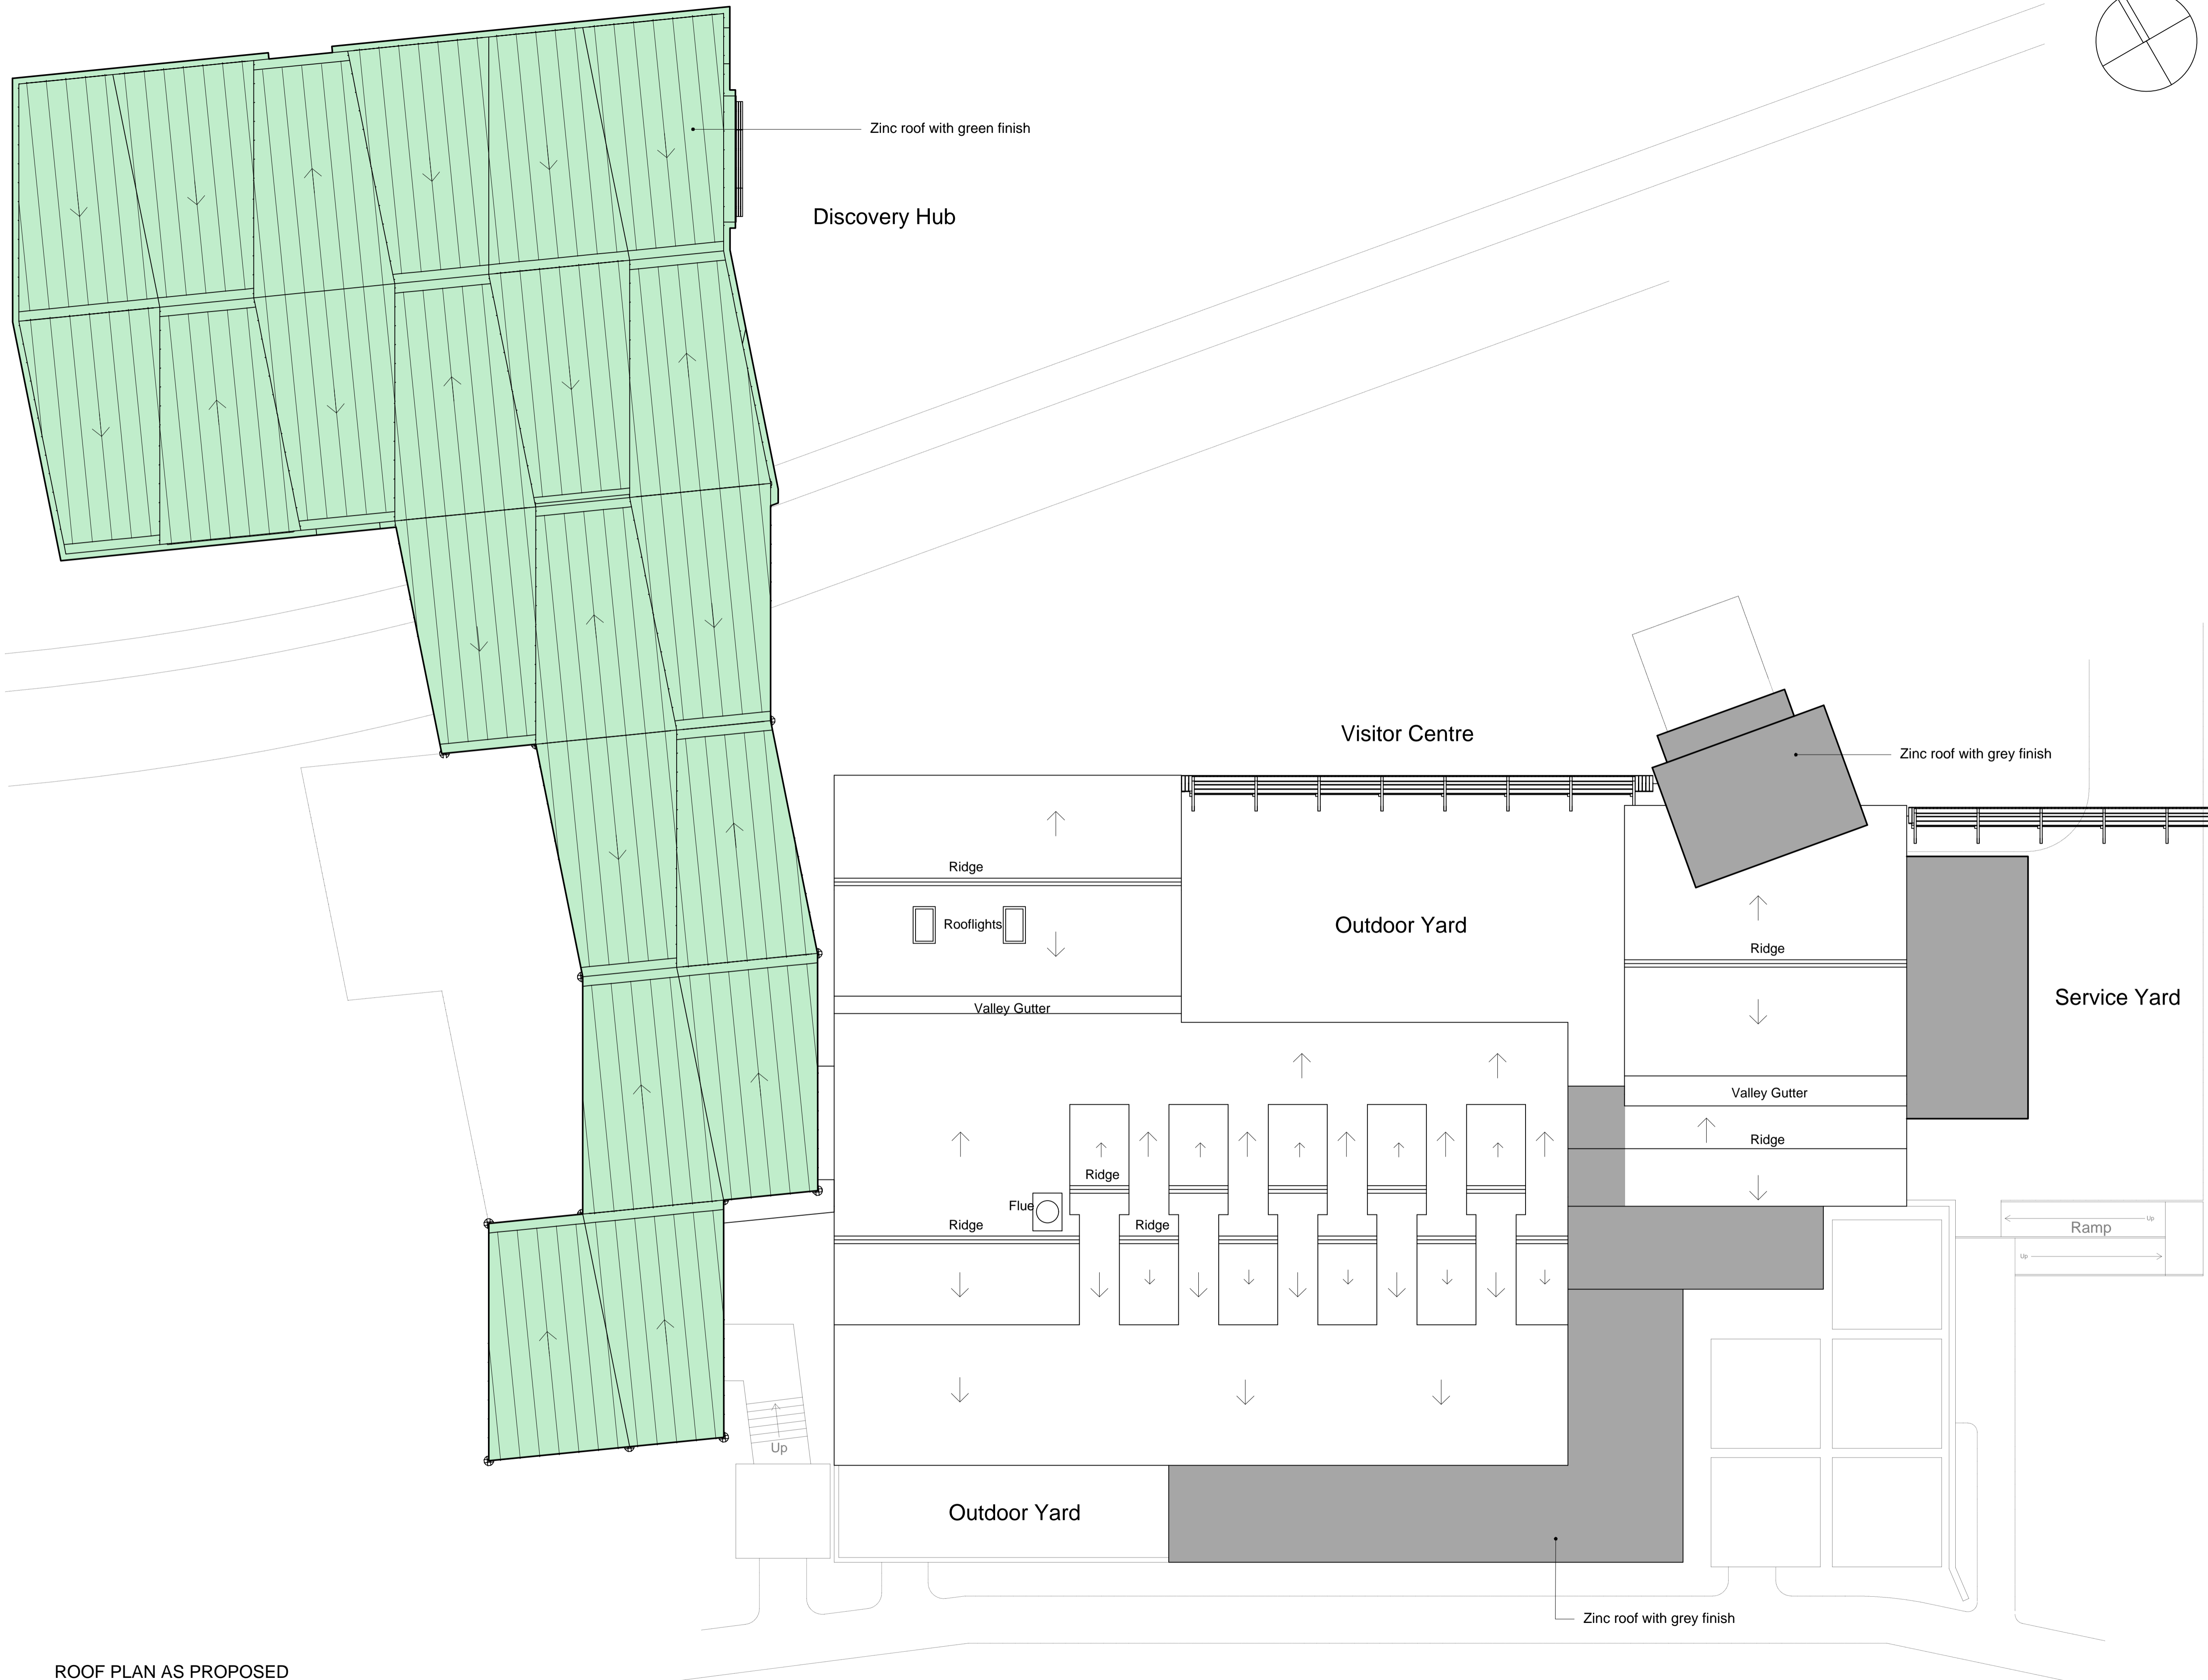 Zinc roof with green finish
Discovery Hub
Visitor Centre
Zinc roof with grey finish
Ridge
Rooflights
Outdoor Yard
Ridge
Service Yard
Valley Gutter
Valley Gutter
Ridge
Ridge
Flue
Ridge
Ridge
Up
Ramp
Up
Up
Outdoor Yard
Zinc roof with grey finish
ROOF PLAN AS PROPOSED